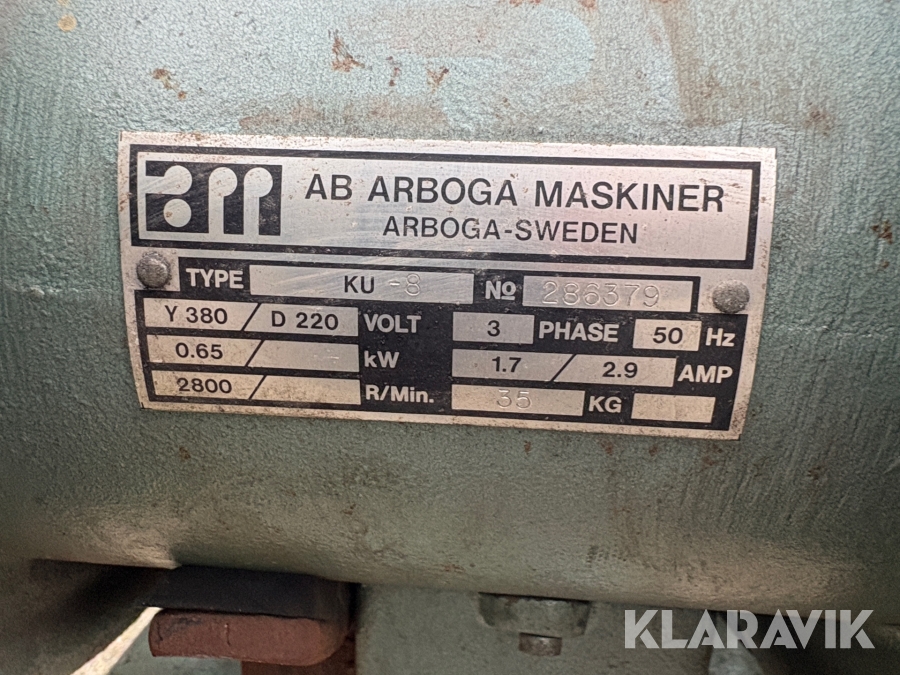 AB ARBOGA MASKINER
ARBOGA-SWEDEN
TYPE KU -8 No 286379
Y 380 / D 220 VOLT 3 PHASE 50 Hz
0.65 / kW 1.7 / 2.9 AMP
2800 / R/Min. 35 KG
KLARAVIK